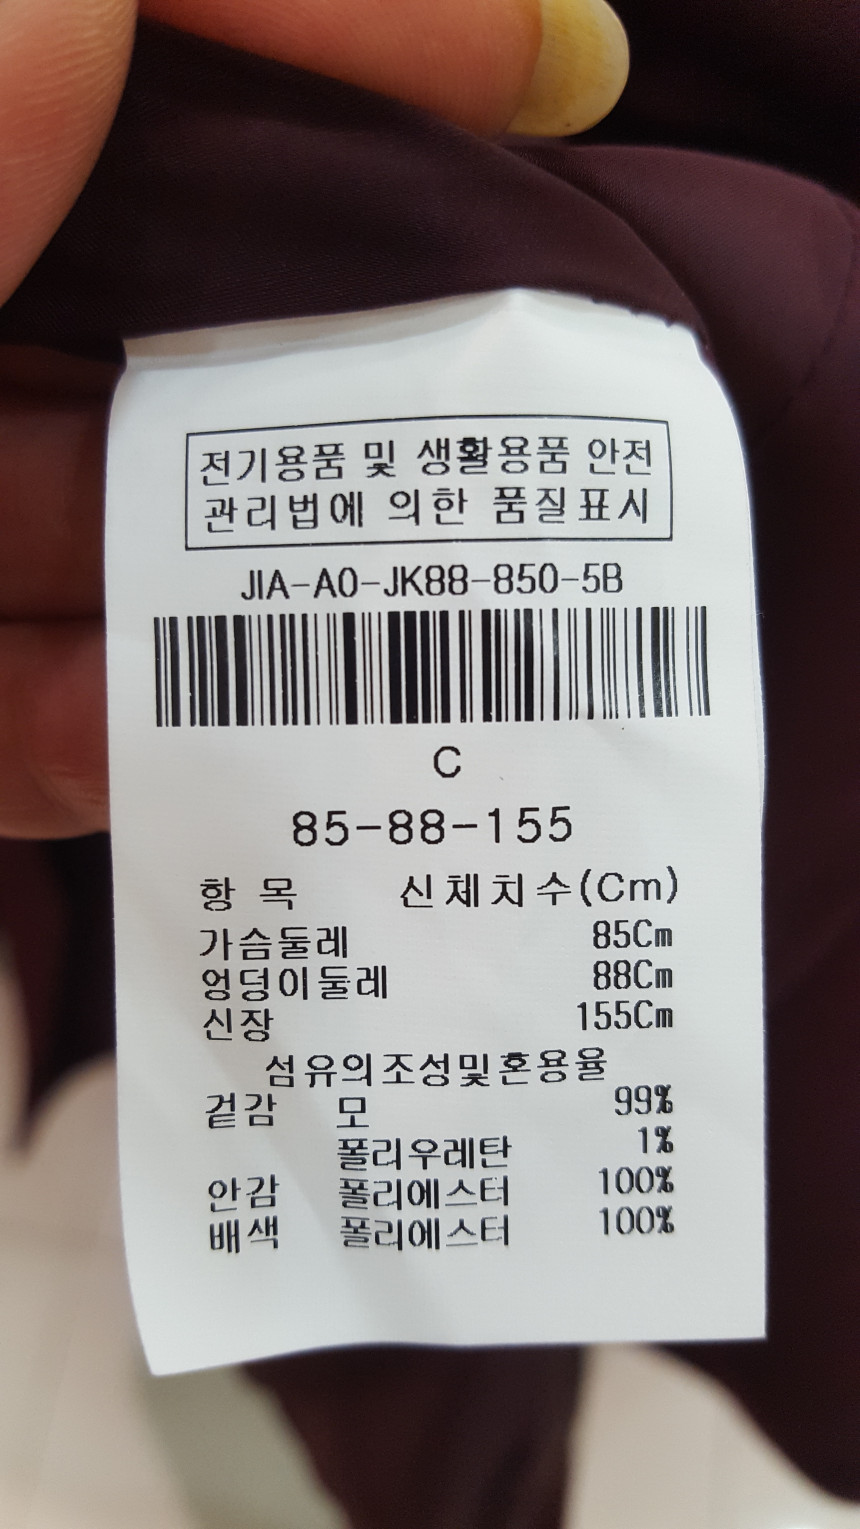 전기용품 및 생활용품 안전
관리법에 의한 품질표시
JIA-A0-JK88-850-5B
C
85-88-155
항 목 신체치수(Cm)
가슴둘레 85Cm
엉덩이둘레 88Cm
신장 155Cm
섬유의조성및혼용율
겉감 모 99%
폴리우레탄 1%
안감 폴리에스터 100%
배색 폴리에스터 100%